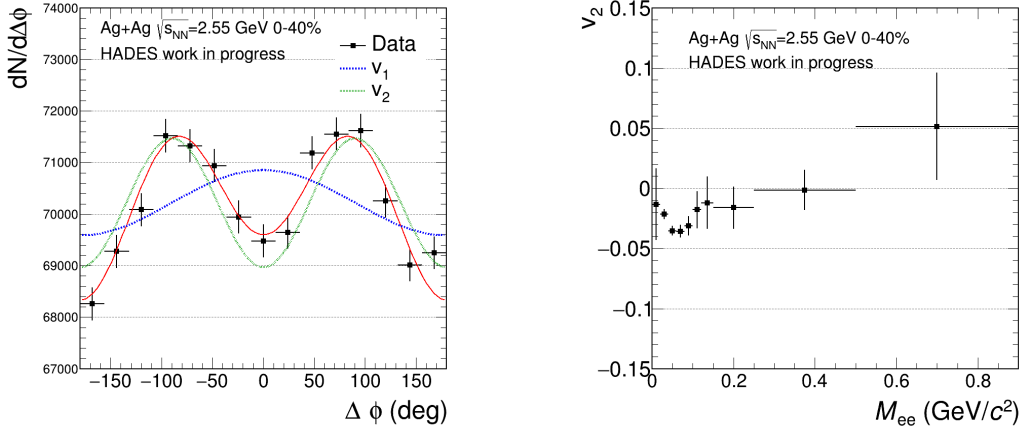 dN/dΔϕ
74000
73000
72000
71000
70000
69000
68000
67000
Ag+Ag √s_NN=2.55 GeV 0-40%
HADES work in progress
Data
v₁
v₂
−150 −100 −50 0 50 100 150
Δ ϕ (deg)
v₂
0.15
0.1
0.05
0
−0.05
−0.1
−0.15
Ag+Ag √s_NN=2.55 GeV 0-40%
HADES work in progress
0 0.2 0.4 0.6 0.8
M_ee (GeV/c²)